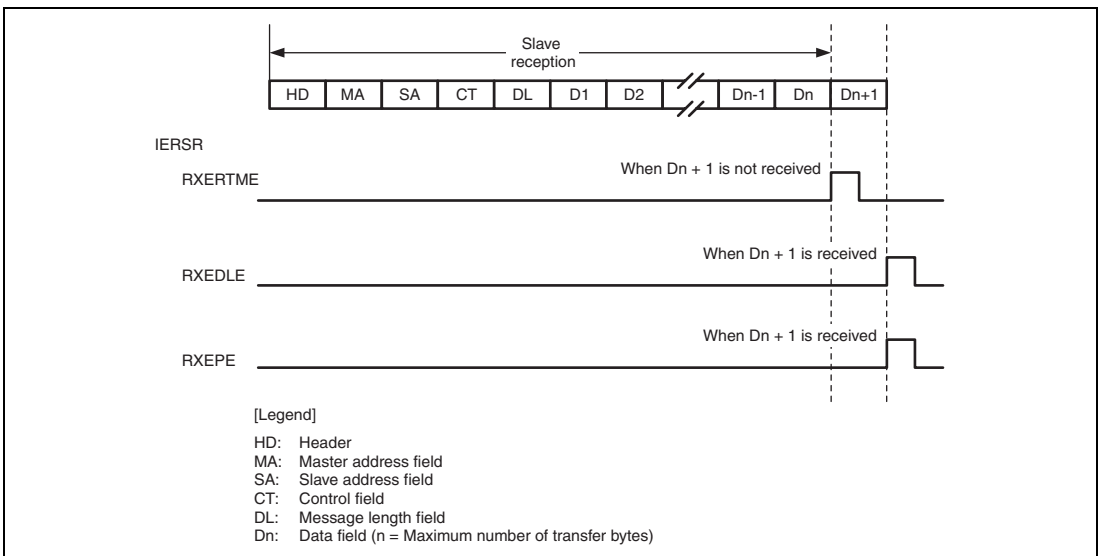 Slave
reception
HD MA SA CT DL D1 D2 Dn-1 Dn Dn+1
IERSR
When Dn + 1 is not received
RXERTME
When Dn + 1 is received
RXEDLE
When Dn + 1 is received
RXEPE
[Legend]
HD: Header
MA: Master address field
SA: Slave address field
CT: Control field
DL: Message length field
Dn: Data field (n = Maximum number of transfer bytes)